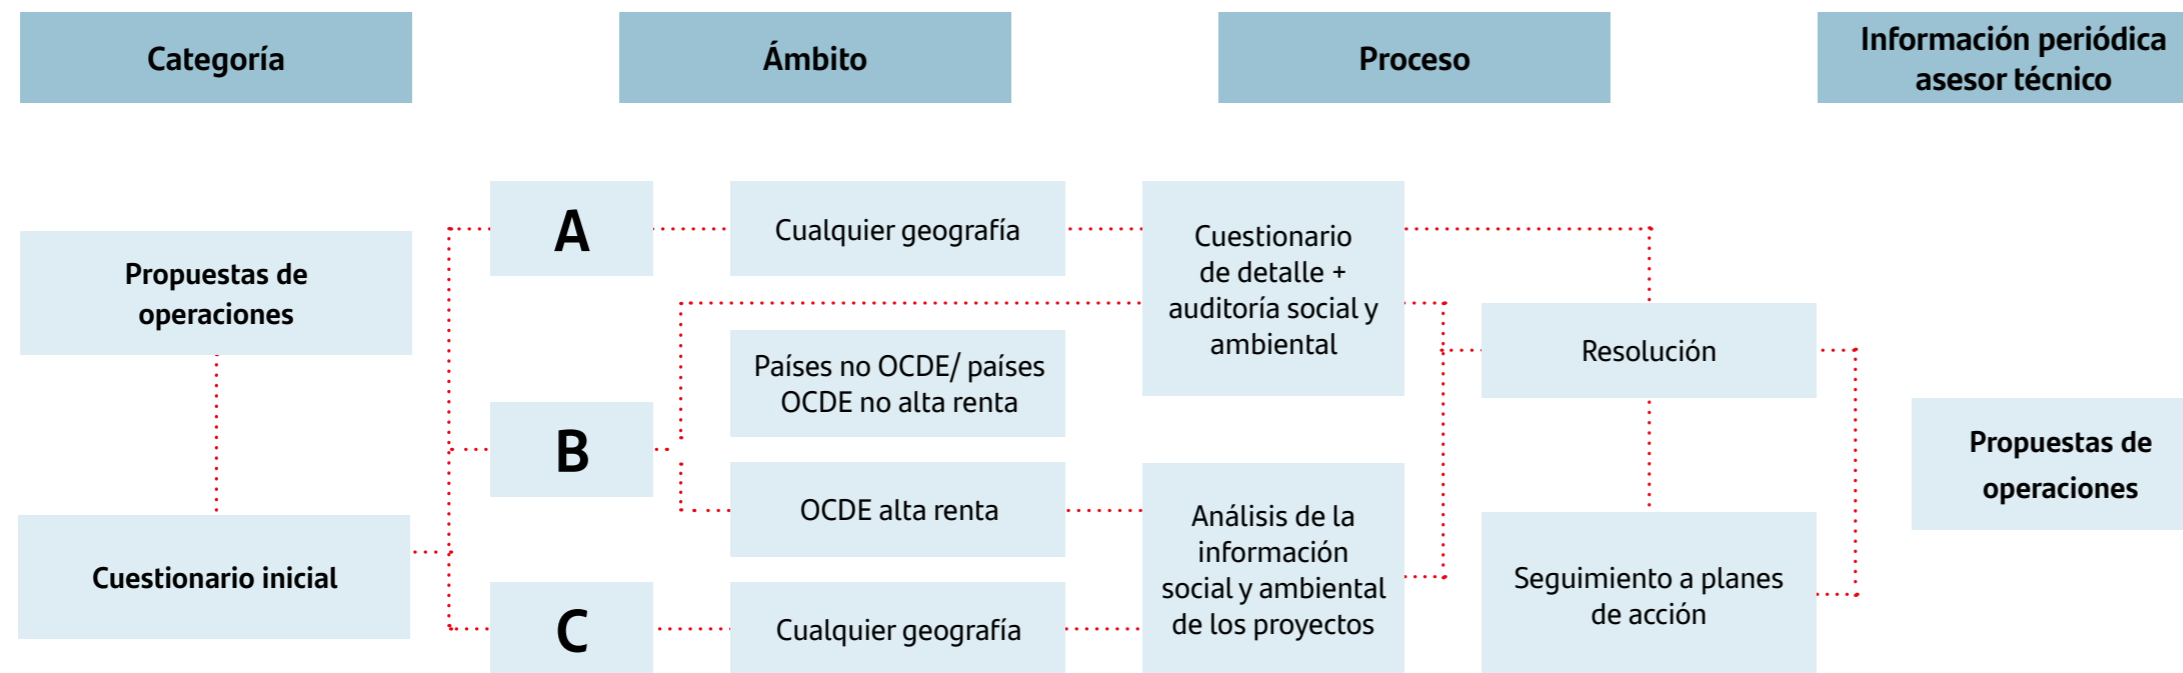 Categoría
Ámbito
Proceso
Información periódica
asesor técnico
Propuestas de
operaciones
Cuestionario inicial
A
B
C
Cualquier geografía
Países no OCDE/ países
OCDE no alta renta
OCDE alta renta
Cualquier geografía
Cuestionario
de detalle +
auditoría social y
ambiental
Análisis de la
información
social y ambiental
de los proyectos
Resolución
Seguimiento a planes
de acción
Propuestas de
operaciones